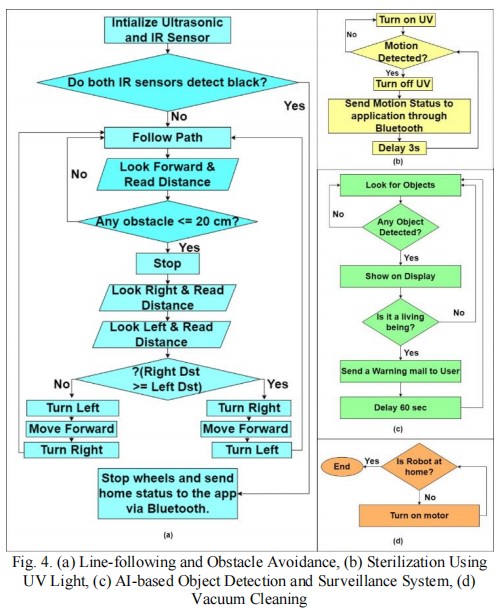 Intialize Ultrasonic
and IR Sensor
Do both IR sensors detect black?
Yes
No
Follow Path
No
Look Forward &
Read Distance
Any obstacle <= 20 cm?
Yes
Stop
Look Right & Read
Distance
Look Left & Read
Distance
No
?(Right Dst
>= Left Dst)
Yes
Turn Left
Move Forward
Turn Right
Turn Right
Move Forward
Turn Left
Stop wheels and send
home status to the app
via Bluetooth.
(a)
Turn on UV
No
Motion
Detected?
Yes
Turn off UV
Send Motion Status to
application through
Bluetooth
Delay 3s
(b)
Look for Objects
No
Any Object
Detected?
Yes
Show on Display
Is it a living
being?
No
Yes
Send a Warning mail to User
Delay 60 sec
(c)
End
Yes
Is Robot at
home?
No
Turn on motor
(d)
Fig. 4. (a) Line-following and Obstacle Avoidance, (b) Sterilization Using
UV Light, (c) AI-based Object Detection and Surveillance System, (d)
Vacuum Cleaning